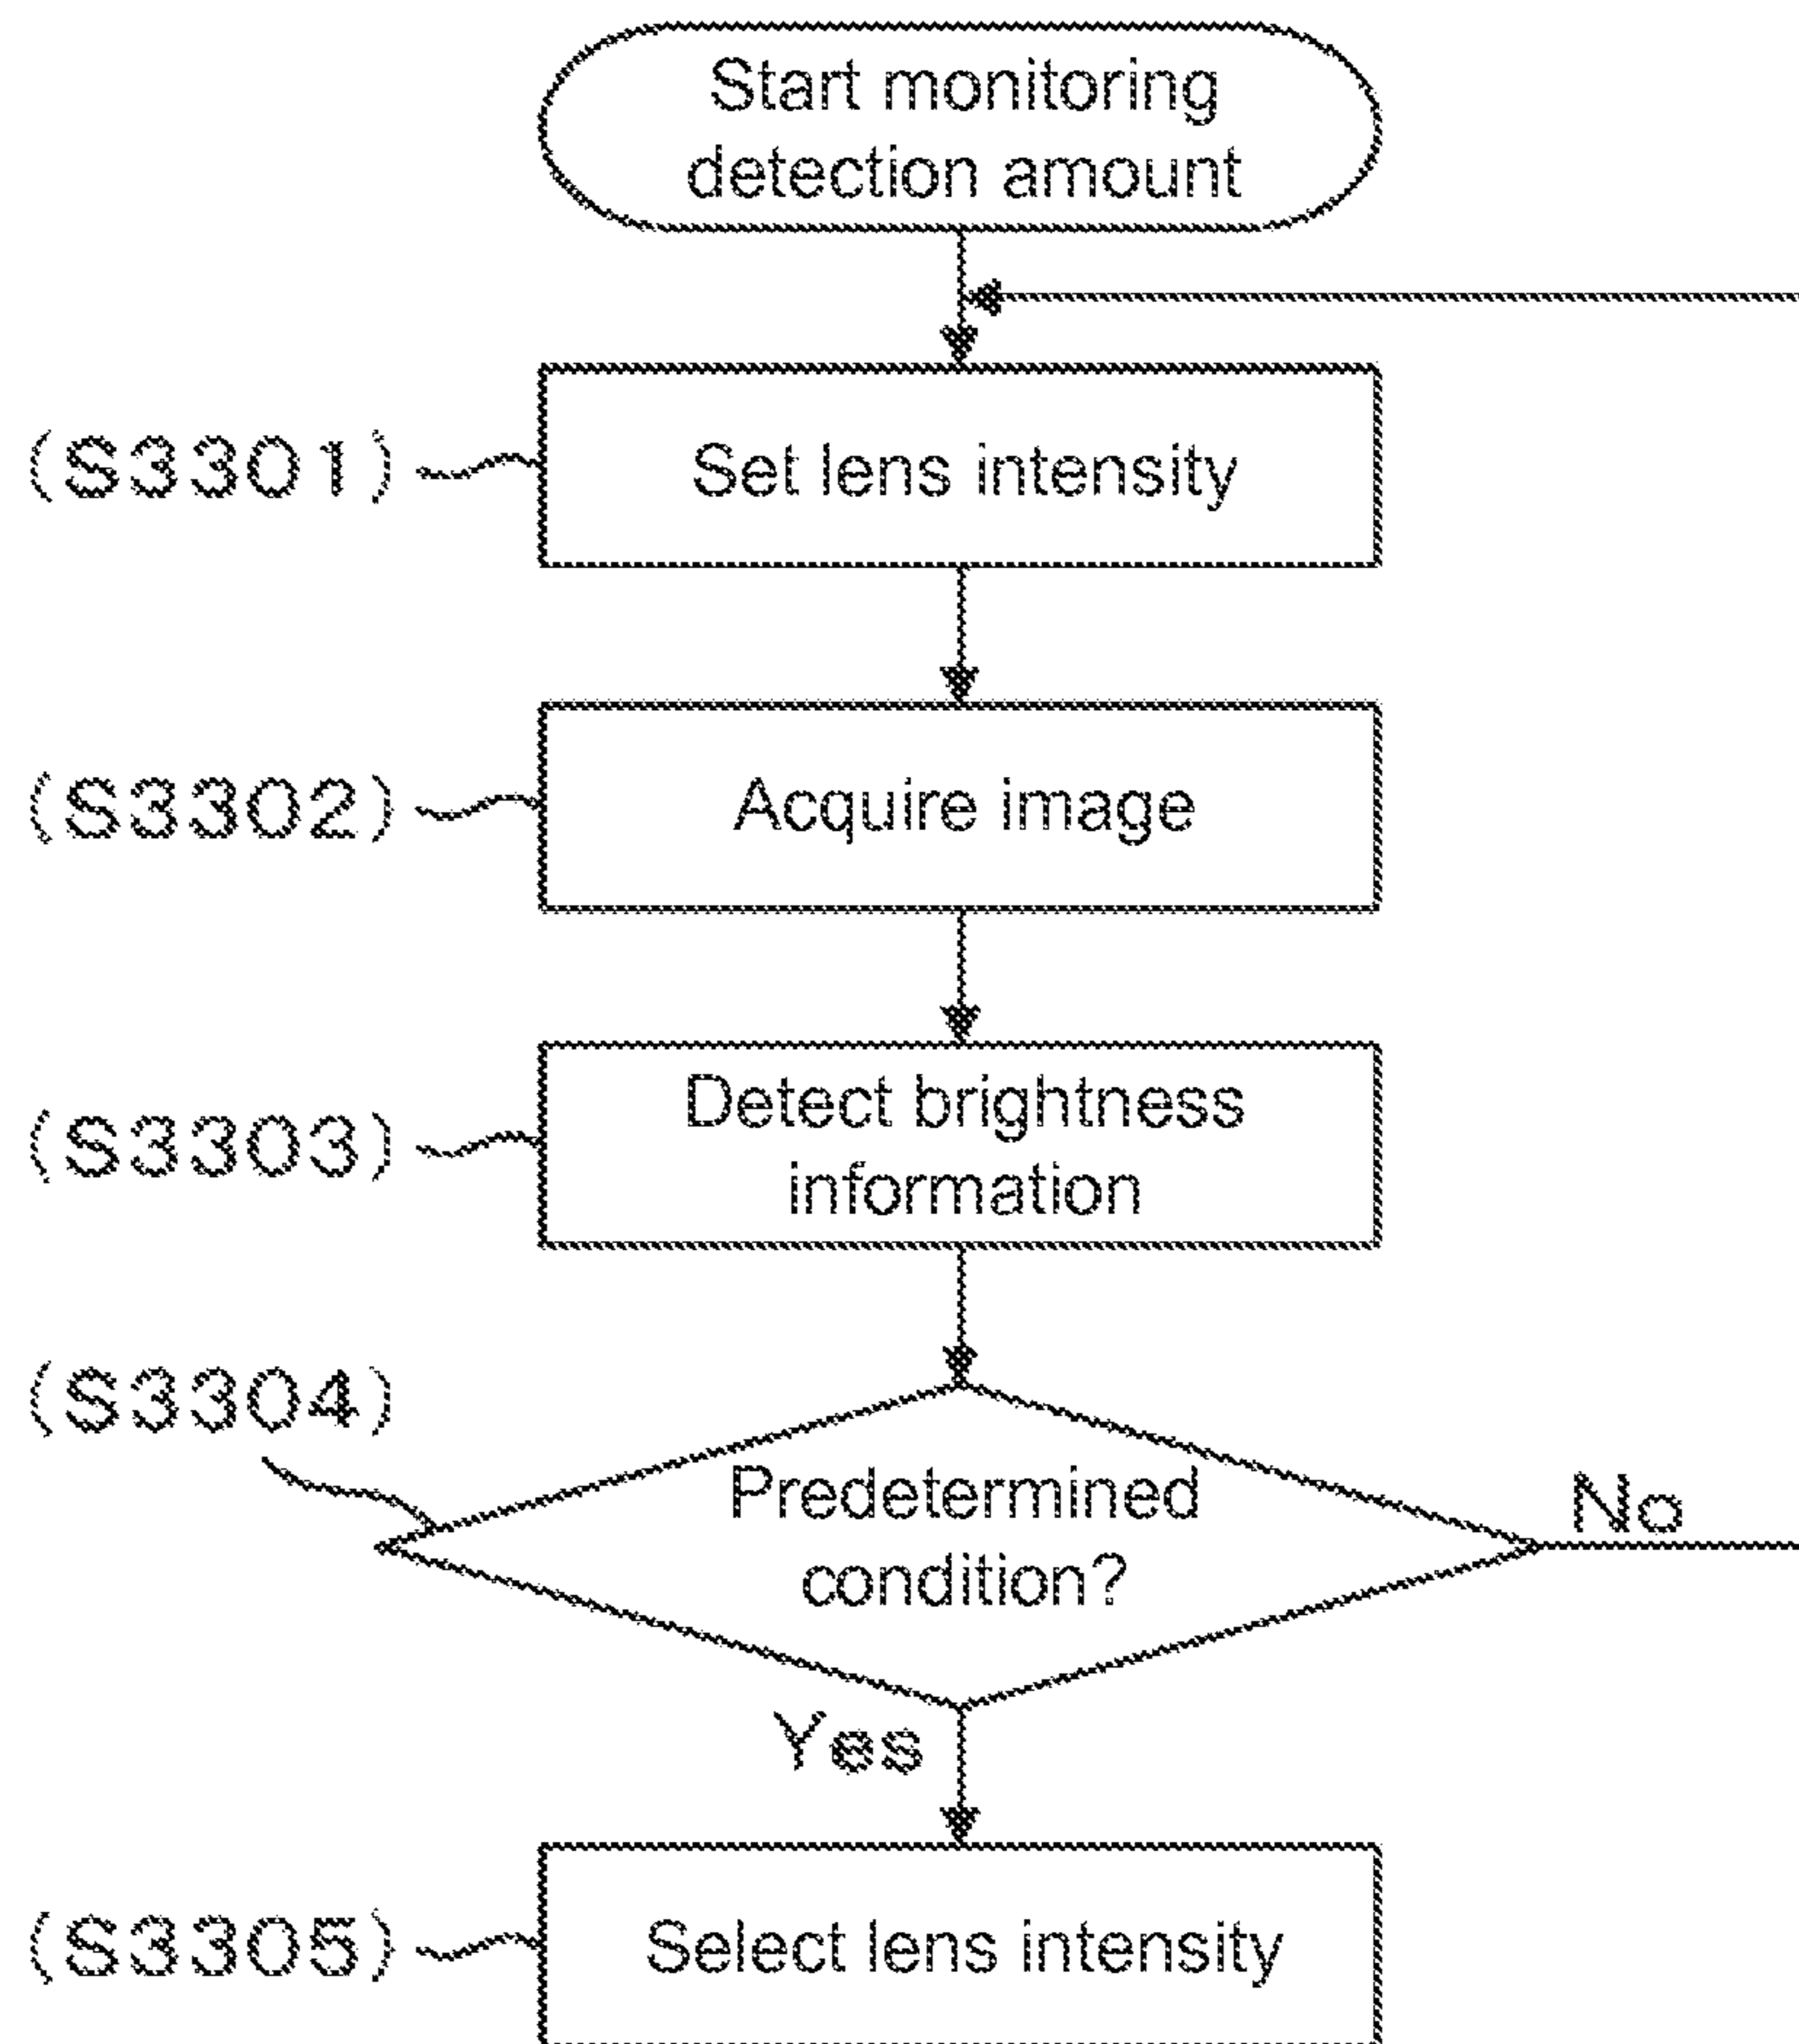 Start monitoring
detection amount
(S3301)
Set lens intensity
(S3302)
Acquire image
(S3303)
Detect brightness
information
(S3304)
Predetermined
condition?
No
Yes
(S3305)
Select lens intensity